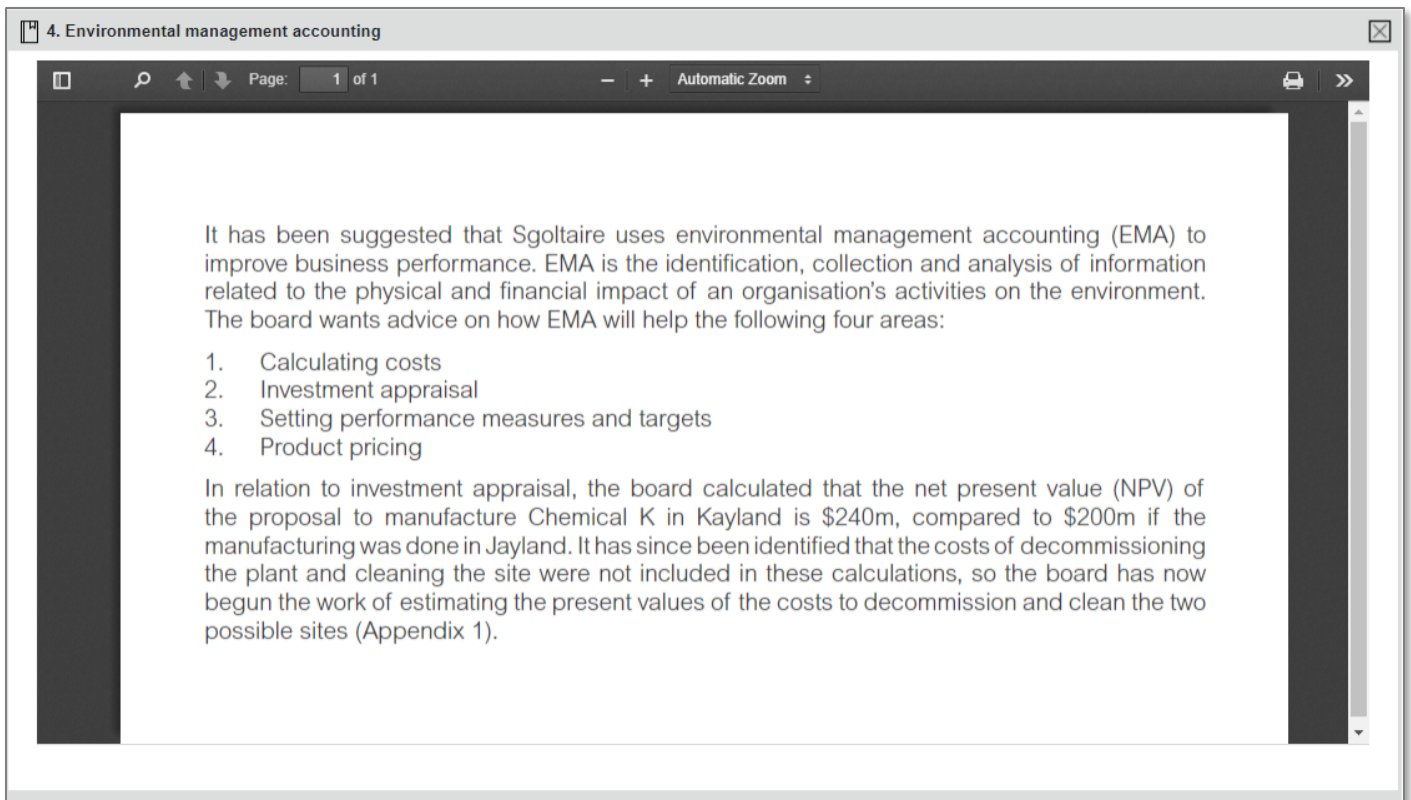 4. Environmental management accounting
Page: 1 of 1 Automatic Zoom
It has been suggested that Sgoltaire uses environmental management accounting (EMA) to
improve business performance. EMA is the identification, collection and analysis of information
related to the physical and financial impact of an organisation's activities on the environment.
The board wants advice on how EMA will help the following four areas:
1. Calculating costs
2. Investment appraisal
3. Setting performance measures and targets
4. Product pricing
In relation to investment appraisal, the board calculated that the net present value (NPV) of
the proposal to manufacture Chemical K in Kayland is $240m, compared to $200m if the
manufacturing was done in Jayland. It has since been identified that the costs of decommissioning
the plant and cleaning the site were not included in these calculations, so the board has now
begun the work of estimating the present values of the costs to decommission and clean the two
possible sites (Appendix 1).